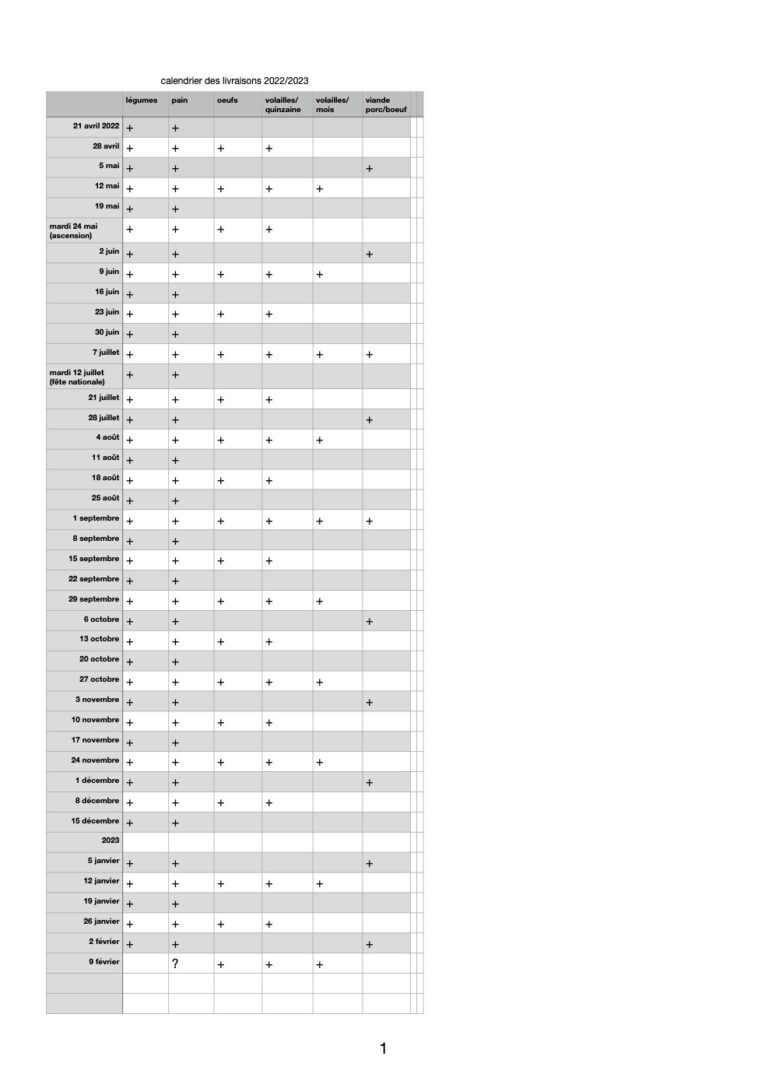 calendrier des livraisons 2022/2023
légumes pain oeufs volailles/ volailles/ viande
quinzaine mois porc/boeuf
21 avril 2022 + +
28 avril + + + +
5 mai + + +
12 mai + + + + +
19 mai + +
mardi 24 mai
(ascension) + + + +
2 juin + + +
9 juin + + + + +
16 juin + +
23 juin + + + +
30 juin + +
7 juillet + + + + + +
mardi 12 juillet
(fête nationale) + +
21 juillet + + + +
28 juillet + + +
4 août + + + + +
11 août + +
18 août + + + +
25 août + +
1 septembre + + + + + +
8 septembre + +
15 septembre + + + +
22 septembre + +
29 septembre + + + + +
6 octobre + + +
13 octobre + + + +
20 octobre + +
27 octobre + + + + +
3 novembre + + +
10 novembre + + + +
17 novembre + +
24 novembre + + + + +
1 décembre + + +
8 décembre + + + +
15 décembre + +
2023
5 janvier + + +
12 janvier + + + + +
19 janvier + +
26 janvier + + + +
2 février + + +
9 février ? + + +
1